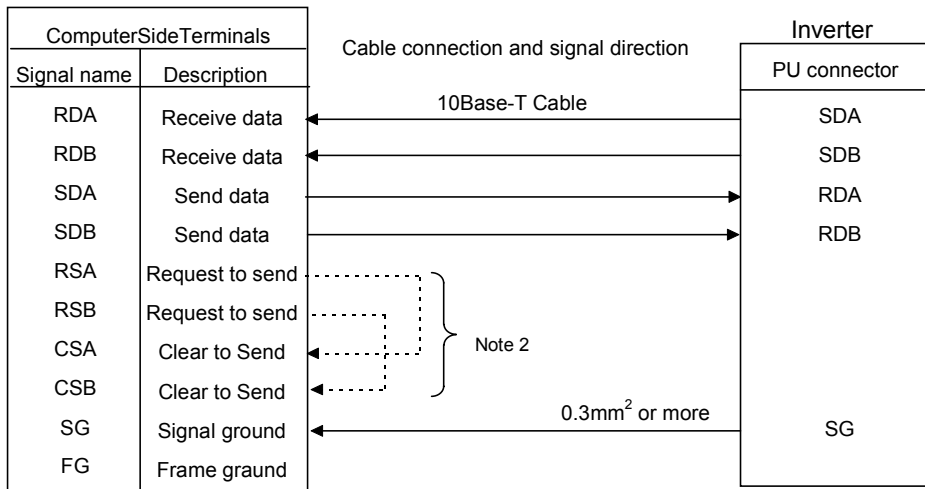 ComputerSideTerminals
Cable connection and signal direction
Inverter
Signal name
Description
PU connector
10Base-T Cable
RDA
Receive data
SDA
RDB
Receive data
SDB
SDA
Send data
RDA
SDB
Send data
RDB
RSA
Request to send
RSB
Request to send
Note 2
CSA
Clear to Send
CSB
Clear to Send
0.3mm² or more
SG
Signal ground
SG
FG
Frame graund